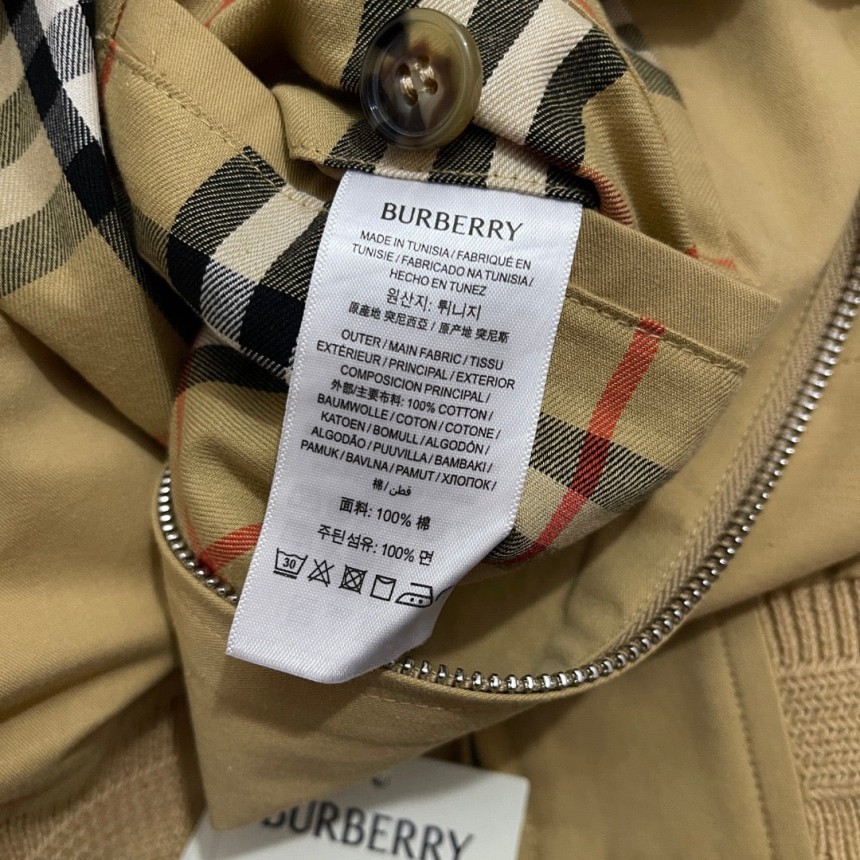 BURBERRY
MADE IN TUNISIA / FABRIQUÉ EN
TUNISIE / FABRICADO NA TUNISIA /
HECHO EN TUNEZ
원산지: 튀니지
原產地 突尼西亞 / 原产地 突尼斯
OUTER / MAIN FABRIC / TISSU
EXTÉRIEUR / PRINCIPAL / EXTERIOR
COMPOSICION PRINCIPAL /
外部/主要布料: 100% COTTON /
BAUMWOLLE / COTON / COTONE /
KATOEN / BOMULL / ALGODÓN /
ALGODÃO / PUUVILLA / BAMBAKI /
PAMUK / BAVLNA / PAMUT / ХЛОПОК /
棉 / قطن /
面料: 100% 棉
주된섬유: 100% 면
30
BURBERRY